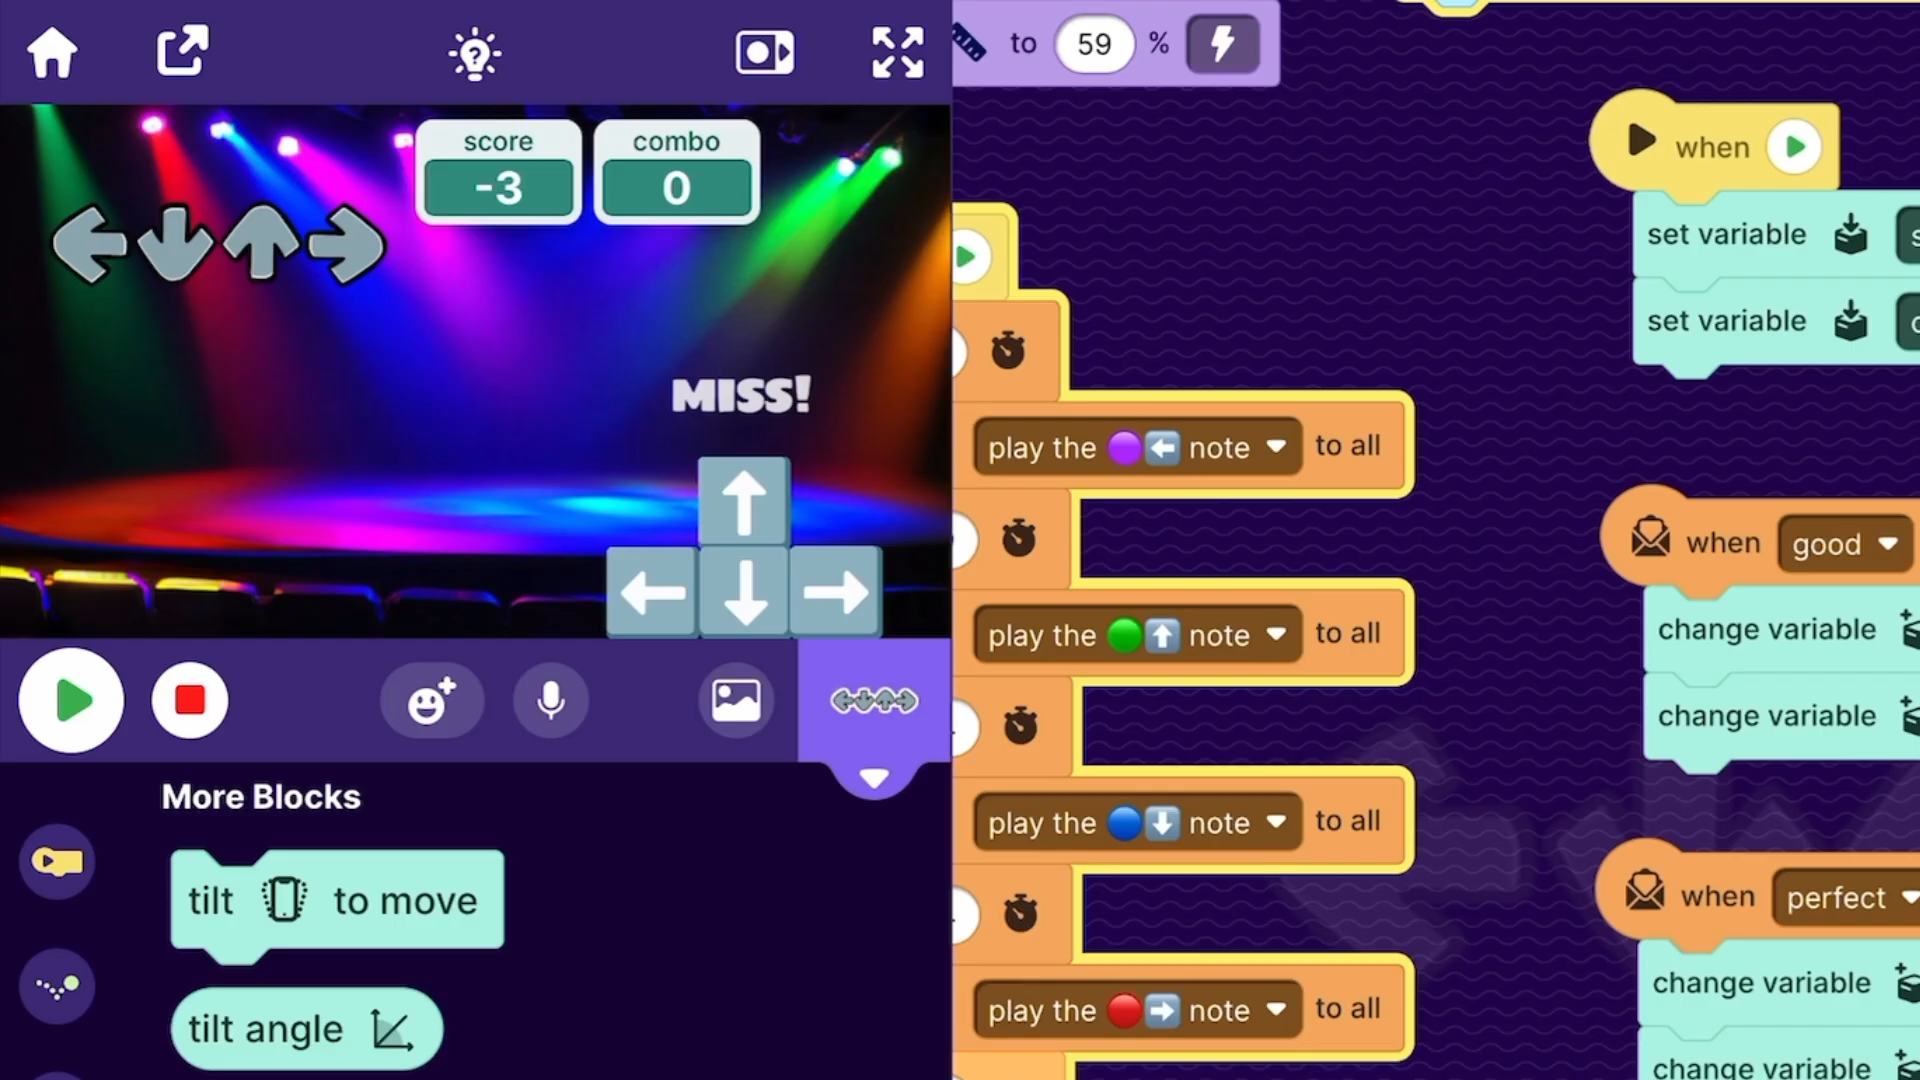 to 59 %
score
-3
combo
0
MISS!
More Blocks
tilt to move
tilt angle
play the note to all
play the note to all
play the note to all
play the note to all
when
set variable
set variable
when good
change variable
change variable
when perfect
change variable
change variable